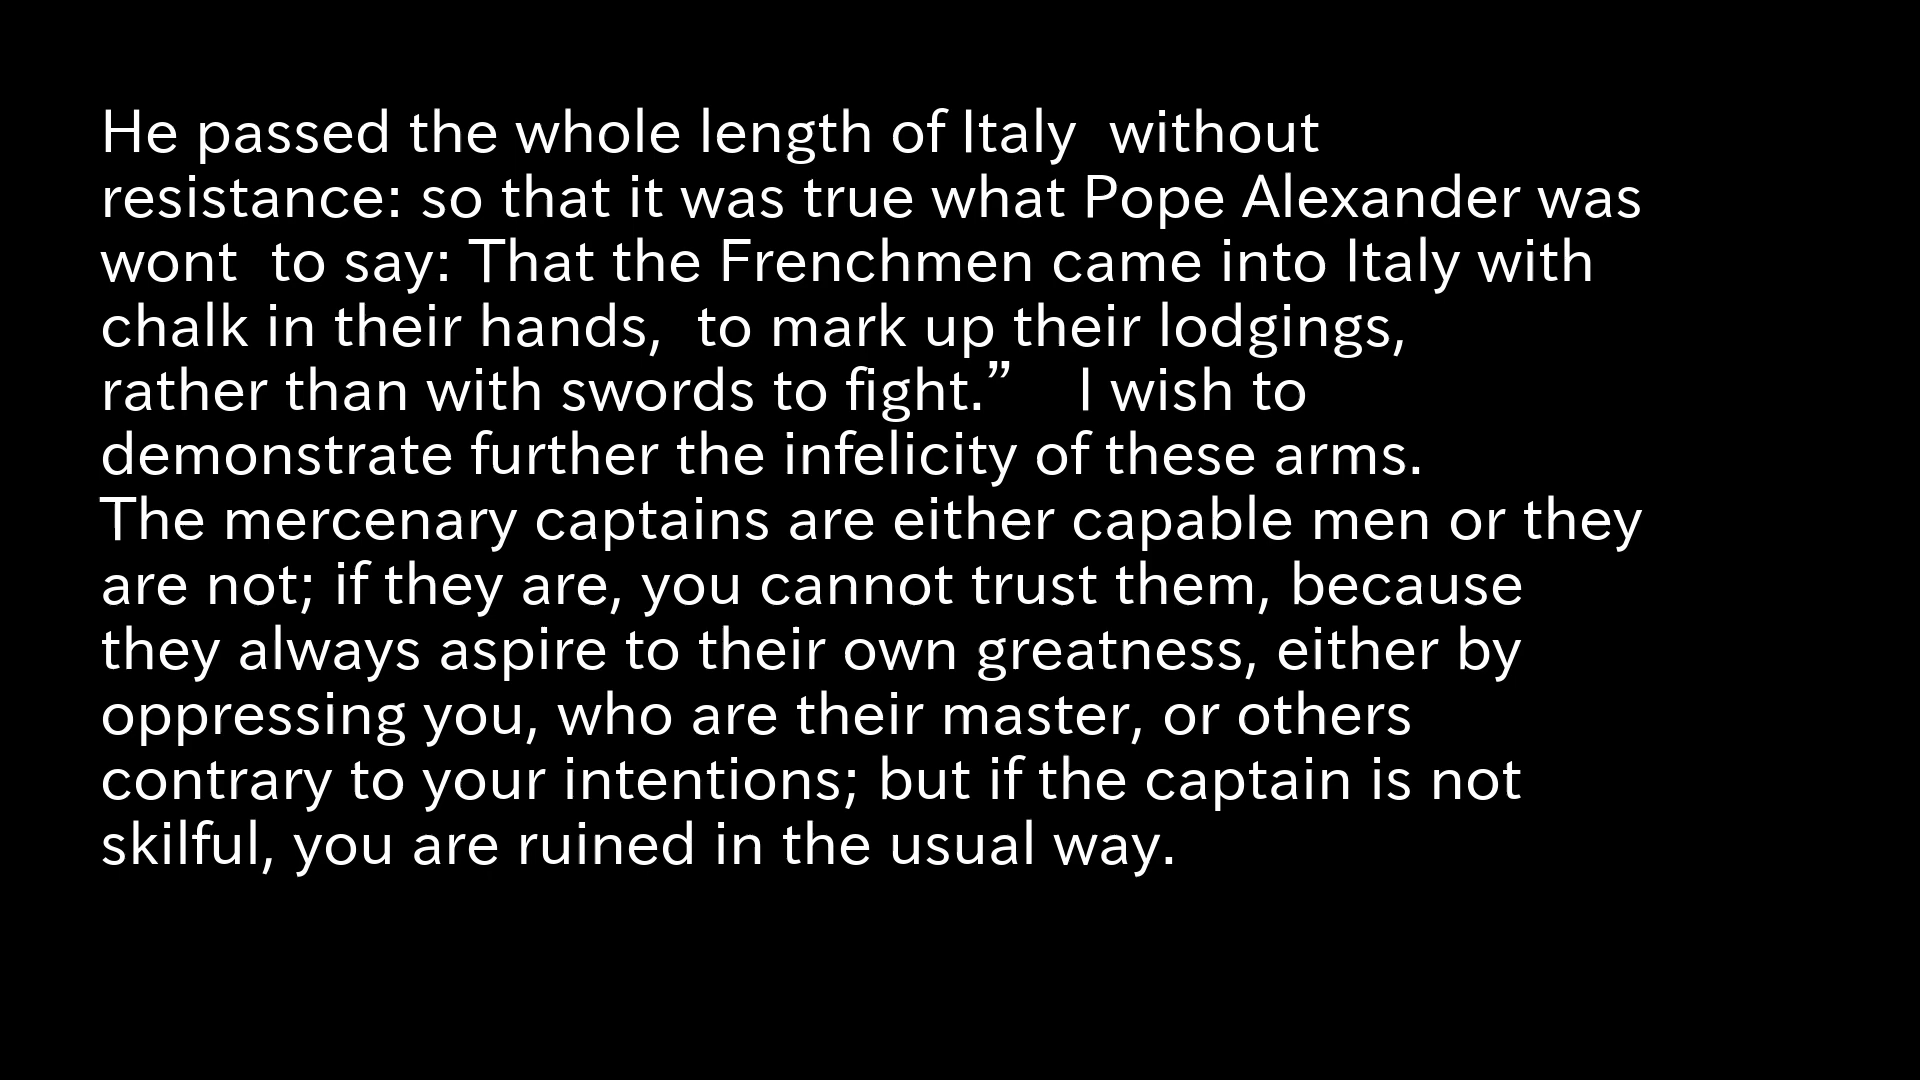 He passed the whole length of Italy  without
resistance: so that it was true what Pope Alexander was
wont  to say: That the Frenchmen came into Italy with
chalk in their hands,  to mark up their lodgings,
rather than with swords to fight.”    I wish to
demonstrate further the infelicity of these arms.
The mercenary captains are either capable men or they
are not; if they are, you cannot trust them, because
they always aspire to their own greatness, either by
oppressing you, who are their master, or others
contrary to your intentions; but if the captain is not
skilful, you are ruined in the usual way.